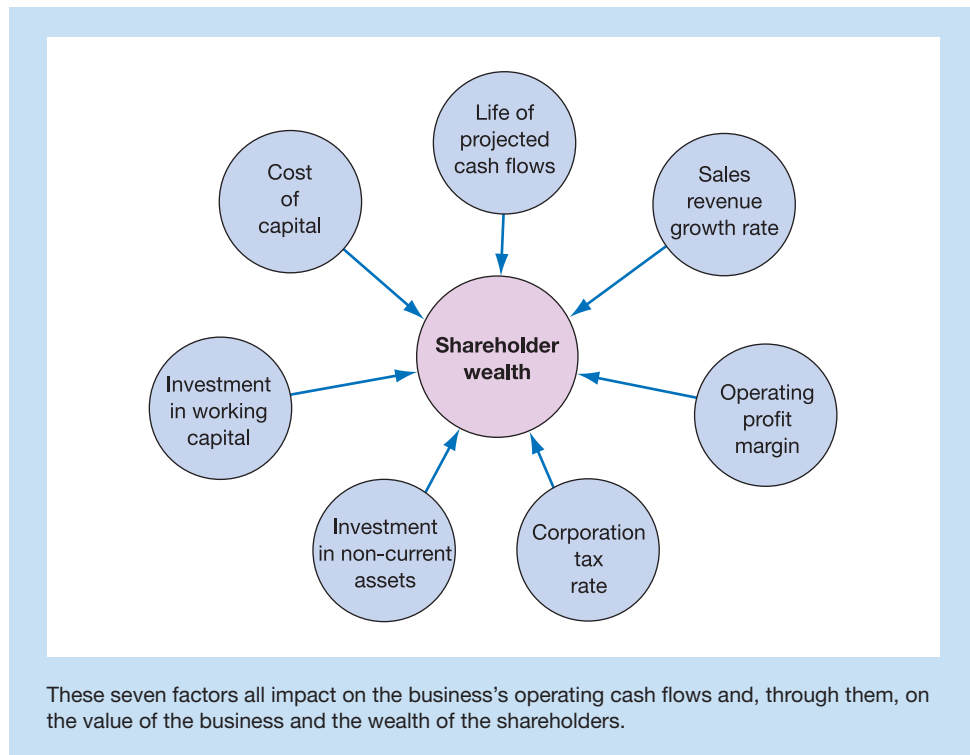 Life of
projected
cash flows
Sales
revenue
growth rate
Operating
profit
margin
Corporation
tax
rate
Investment
in non-current
assets
Investment
in working
capital
Cost
of
capital
Shareholder
wealth
These seven factors all impact on the business’s operating cash flows and, through them, on
the value of the business and the wealth of the shareholders.